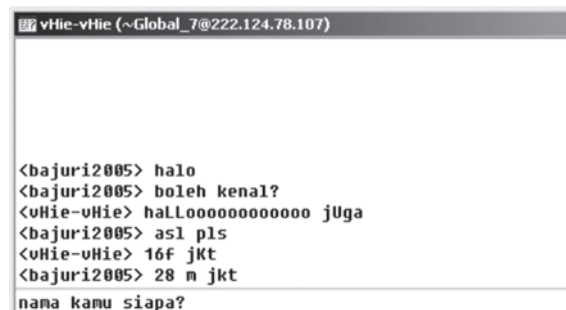 vHie-vHie (~Global_7@222.124.78.107)
<bajuri2005> halo
<bajuri2005> boleh kenal?
<vHie-vHie> haLLoooooooooooo jUga
<bajuri2005> asl pls
<vHie-vHie> 16f jKt
<bajuri2005> 28 m jkt
nama kamu siapa?